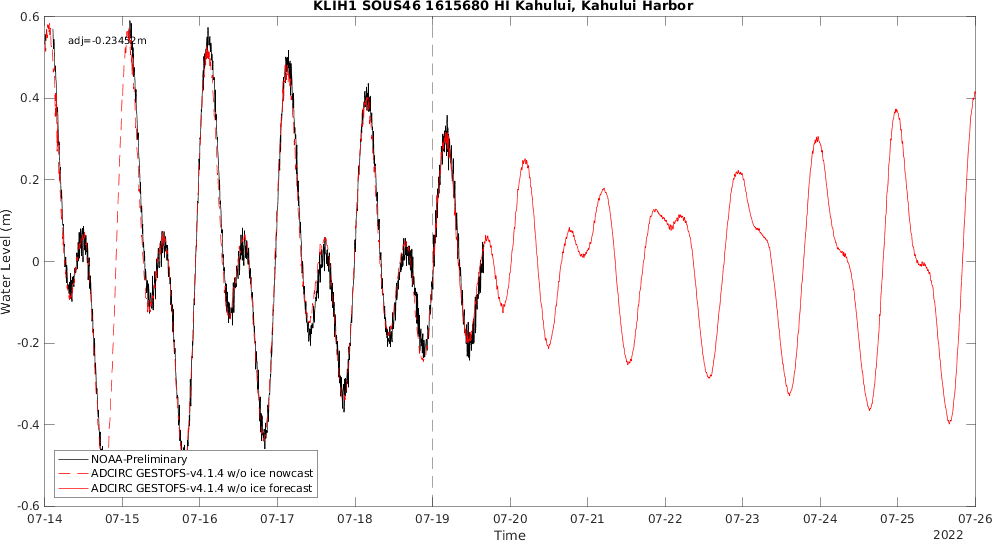 KLIH1 SOUS46 1615680 HI Kahului, Kahului Harbor
adj=-0.23452m
Water Level (m)
0.6
0.4
0.2
0
-0.2
-0.4
-0.6
NOAA-Preliminary
ADCIRC GESTOFS-v4.1.4 w/o ice nowcast
ADCIRC GESTOFS-v4.1.4 w/o ice forecast
07-14 07-15 07-16 07-17 07-18 07-19 07-20 07-21 07-22 07-23 07-24 07-25 07-26
Time
2022